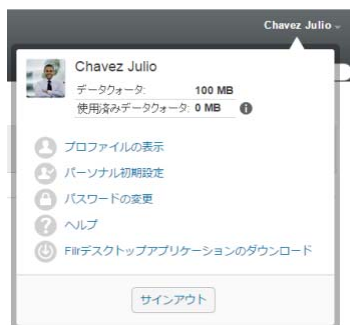 Chavez Julio
Chavez Julio
データクォータ: 100 MB
使用済みデータクォータ: 0 MB
プロファイルの表示
パーソナル初期設定
パスワードの変更
ヘルプ
Filrデスクトップアプリケーションのダウンロード
サインアウト